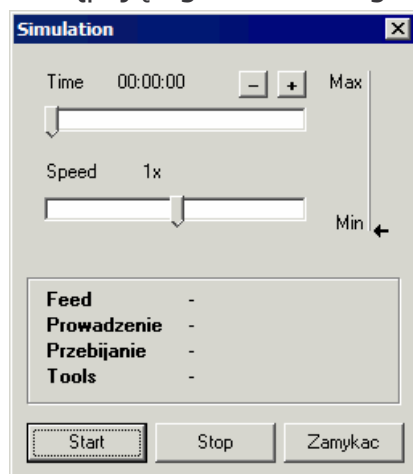 Simulation
Time 00:00:00 - + Max
Speed 1x
Min
Feed -
Prowadzenie -
Przebijanie -
Tools -
Start Stop Zamykac